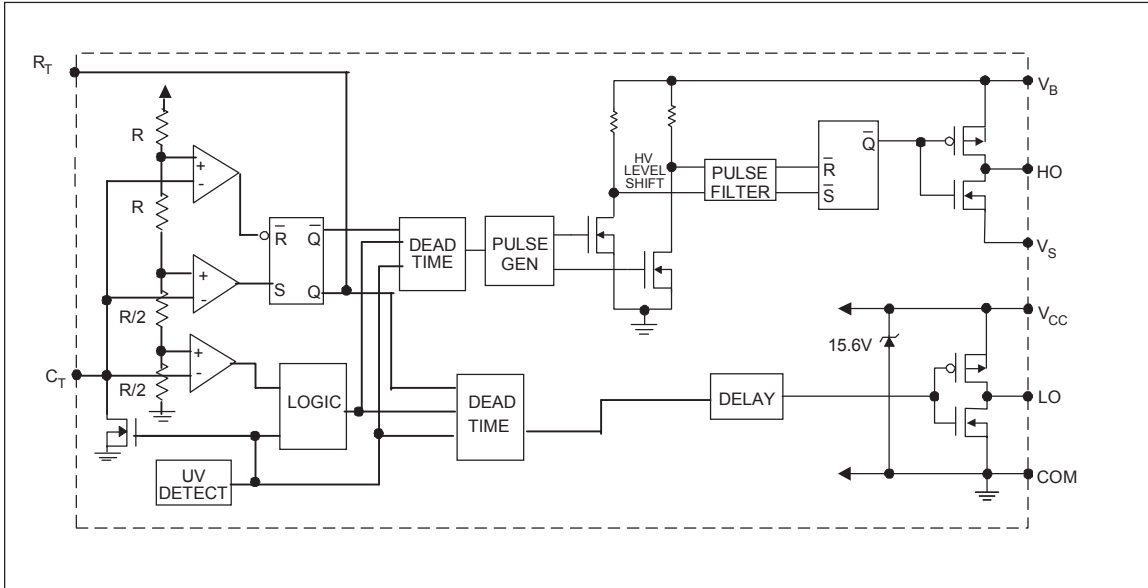 R_T
V_B
R
+
-
HV
LEVEL
SHIFT
PULSE
FILTER
R̅
S̅
Q̅
HO
R
R̅
Q̅
DEAD
TIME
PULSE
GEN
V_S
+
-
S
Q
R/2
V_CC
15.6V
+
-
C_T
R/2
LOGIC
DEAD
TIME
DELAY
LO
UV
DETECT
COM